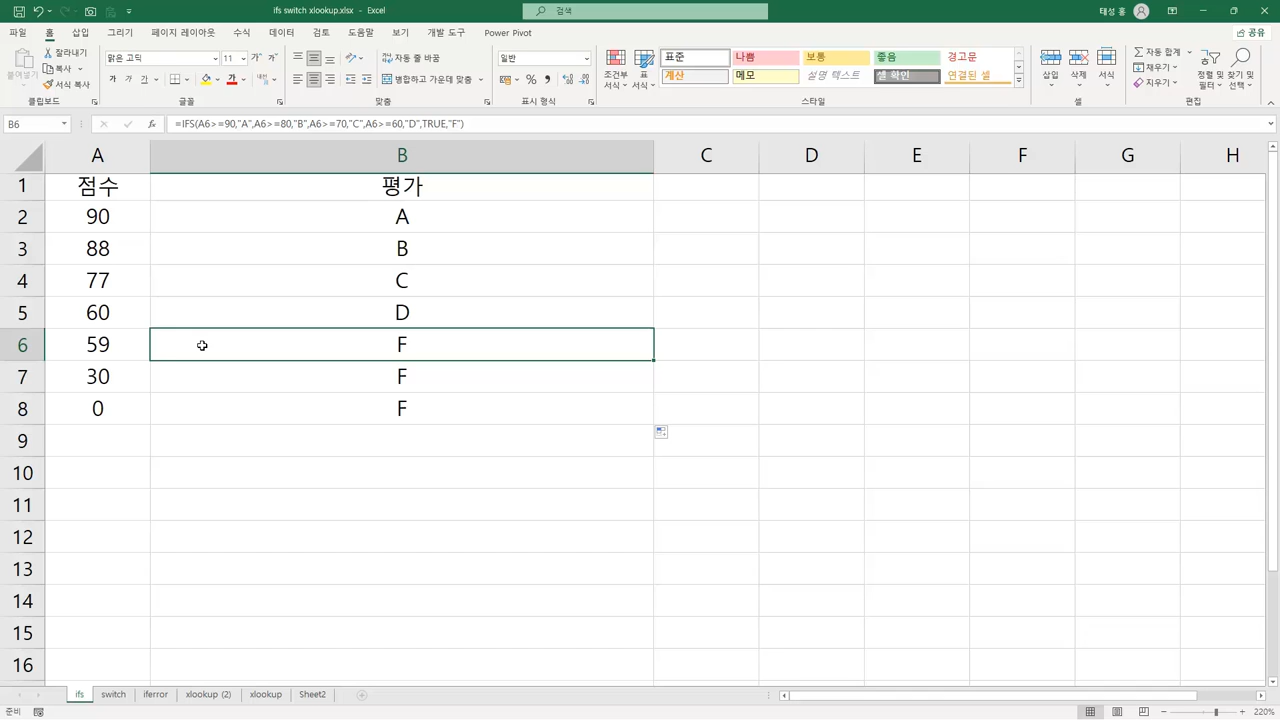 ifs switch xlookup.xlsx - Excel
검색
태성 홍
파일 홈 삽입 그리기 페이지 레이아웃 수식 데이터 검토 도움말 보기 개발 도구 Power Pivot
공유
붙여넣기
잘라내기
복사
서식 복사
클립보드
맑은 고딕 11
가 가 가
글꼴
자동 줄 바꿈
병합하고 가운데 맞춤
맞춤
일반
표시 형식
조건부 서식
표 서식
표준 나쁨 보통 좋음 경고문
계산 메모 설명 텍스트 셀 확인 연결된 셀
스타일
삽입 삭제 서식
셀
자동 합계
채우기
지우기
정렬 및 필터
찾기 및 선택
편집
B6 fx =IFS(A6>=90,"A",A6>=80,"B",A6>=70,"C",A6>=60,"D",TRUE,"F")
A B C D E F G H
1 점수 평가
2 90 A
3 88 B
4 77 C
5 60 D
6 59 F
7 30 F
8 0 F
9
10
11
12
13
14
15
16
ifs switch iferror xlookup (2) xlookup Sheet2
준비
220%